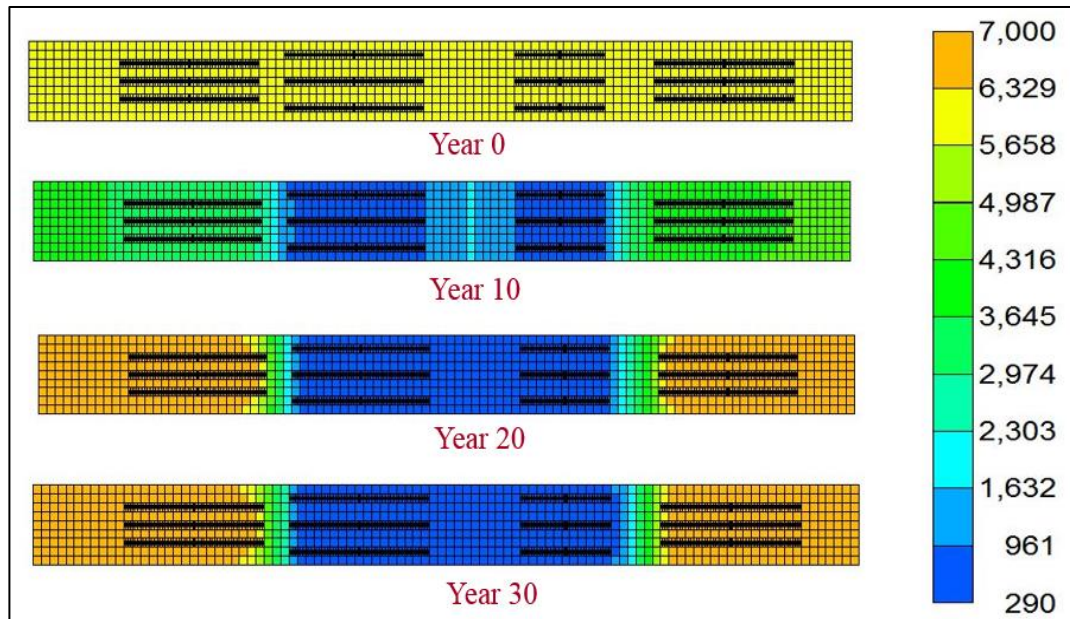 Year 0
Year 10
Year 20
Year 30
7,000
6,329
5,658
4,987
4,316
3,645
2,974
2,303
1,632
961
290